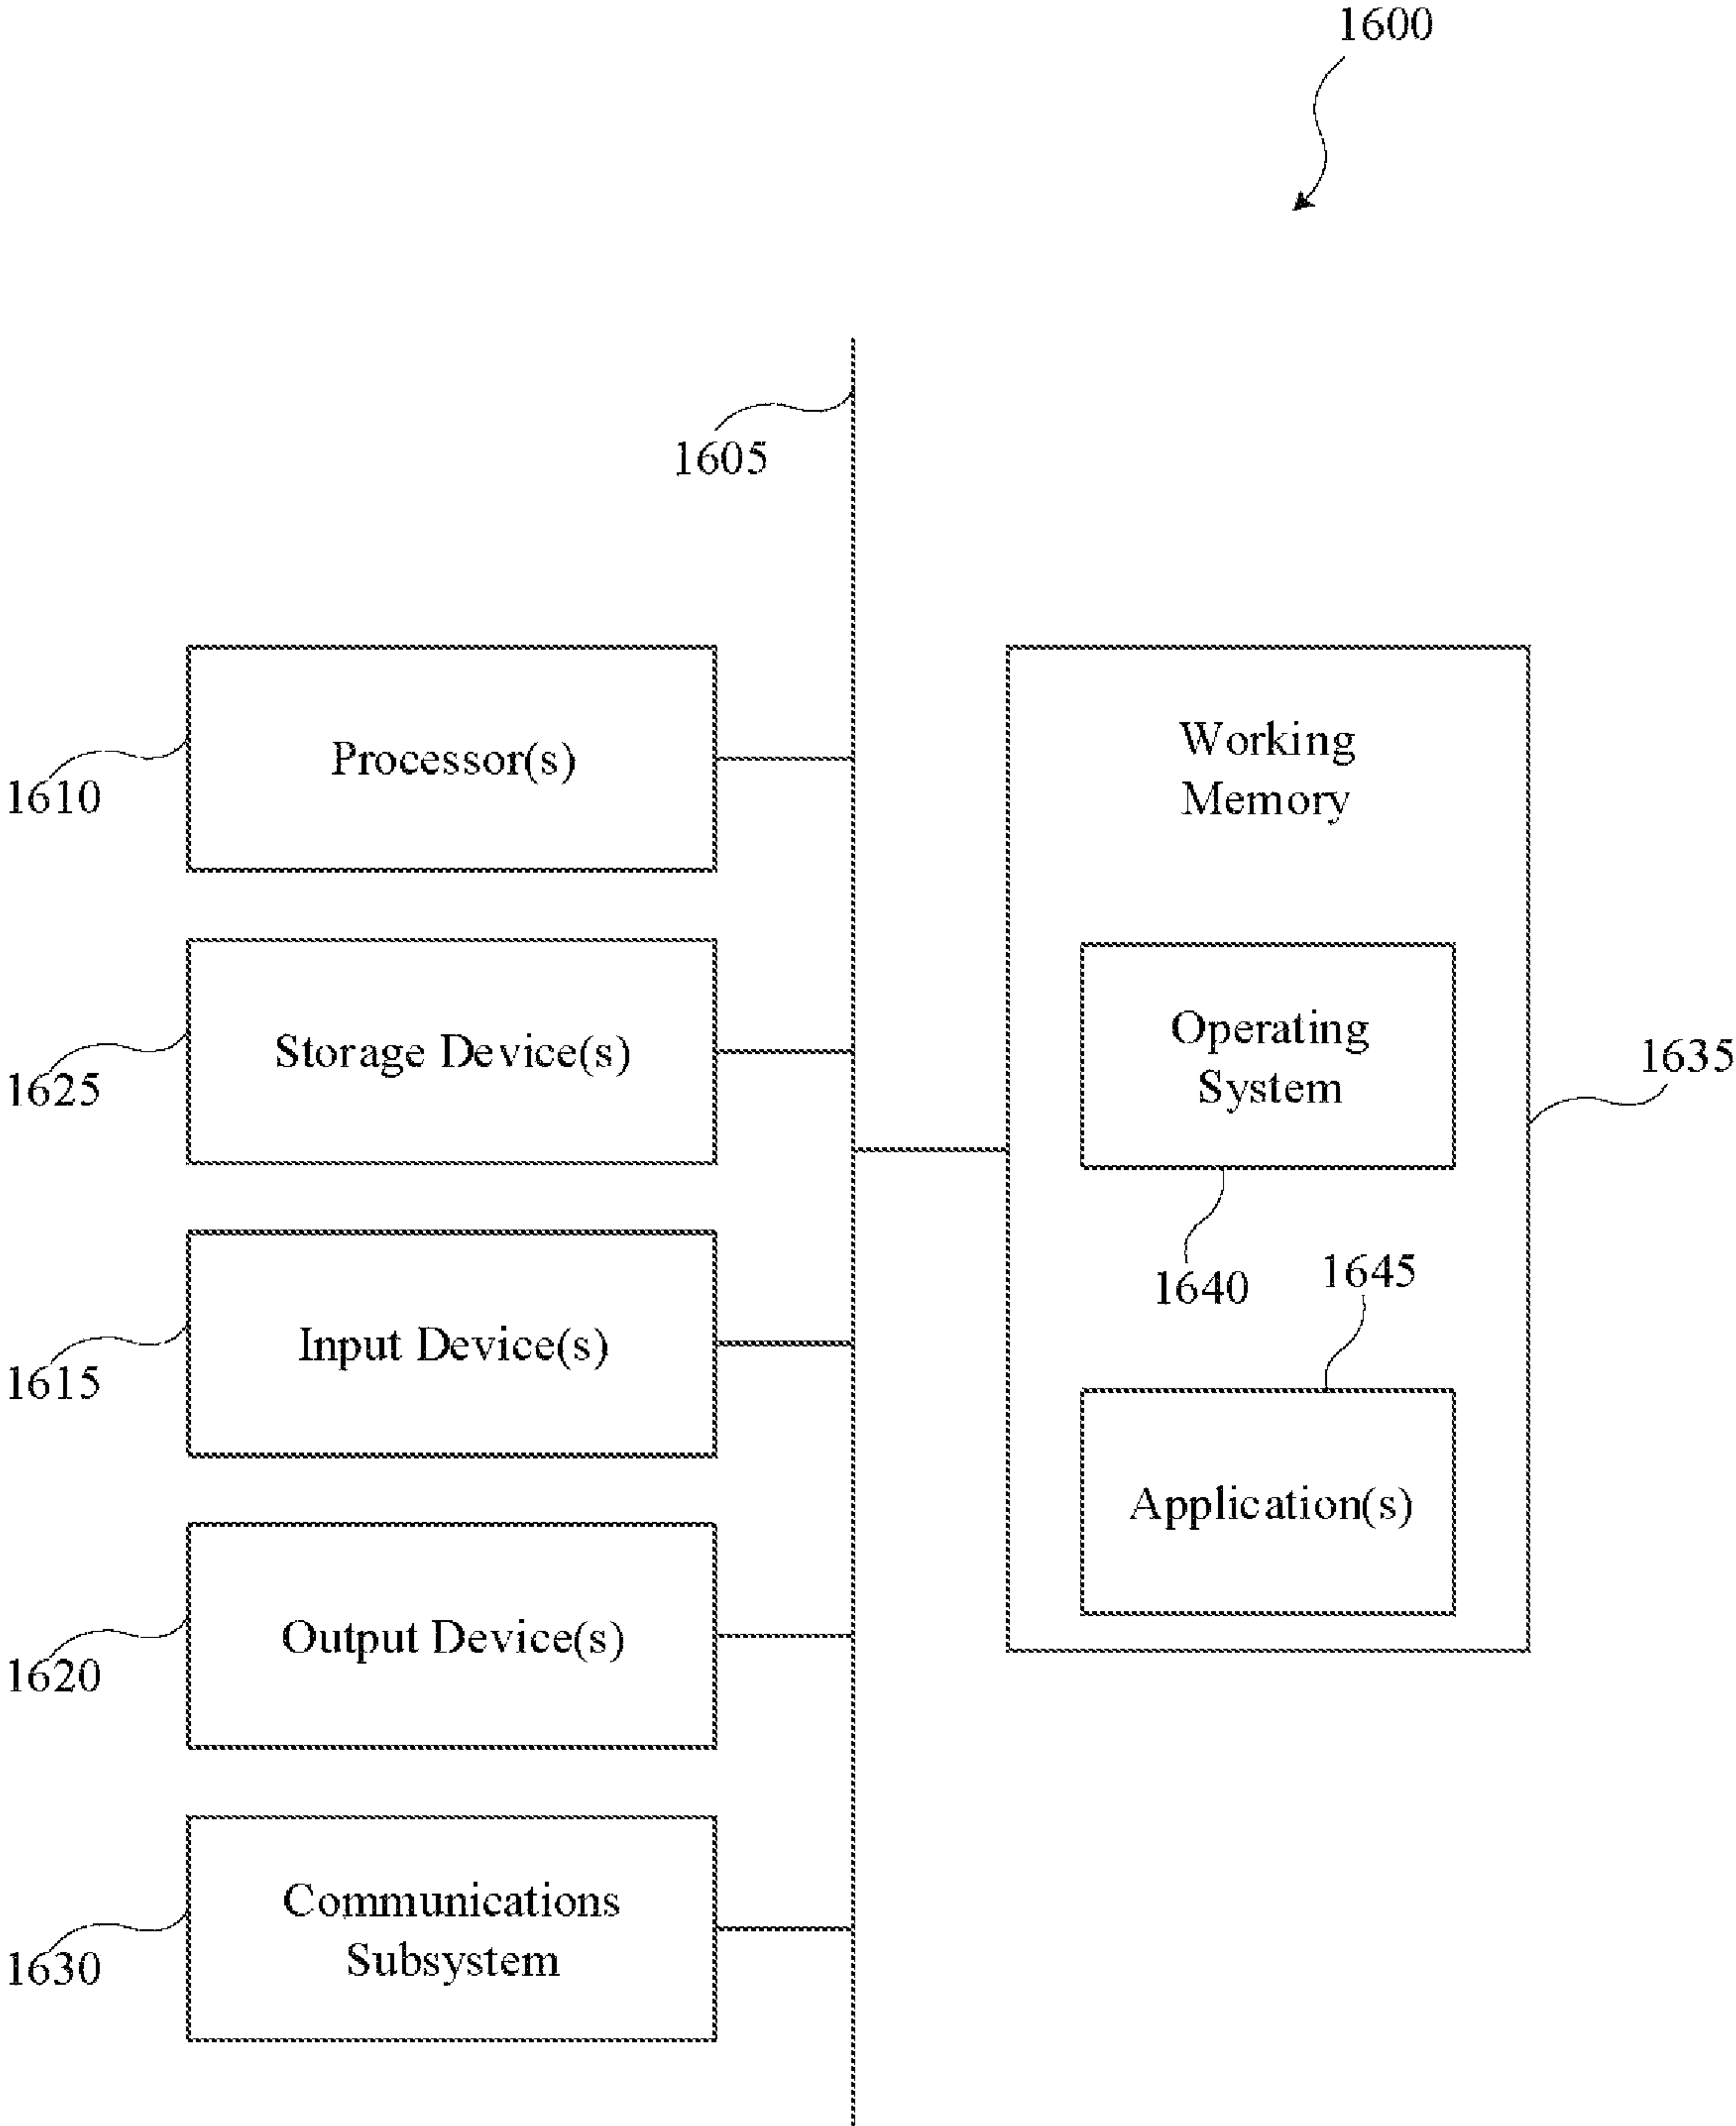 1600
1605
Processor(s)
1610
Working
Memory
Storage Device(s)
1625
Operating
System
1635
1640
1645
Input Device(s)
1615
Application(s)
Output Device(s)
1620
Communications
Subsystem
1630